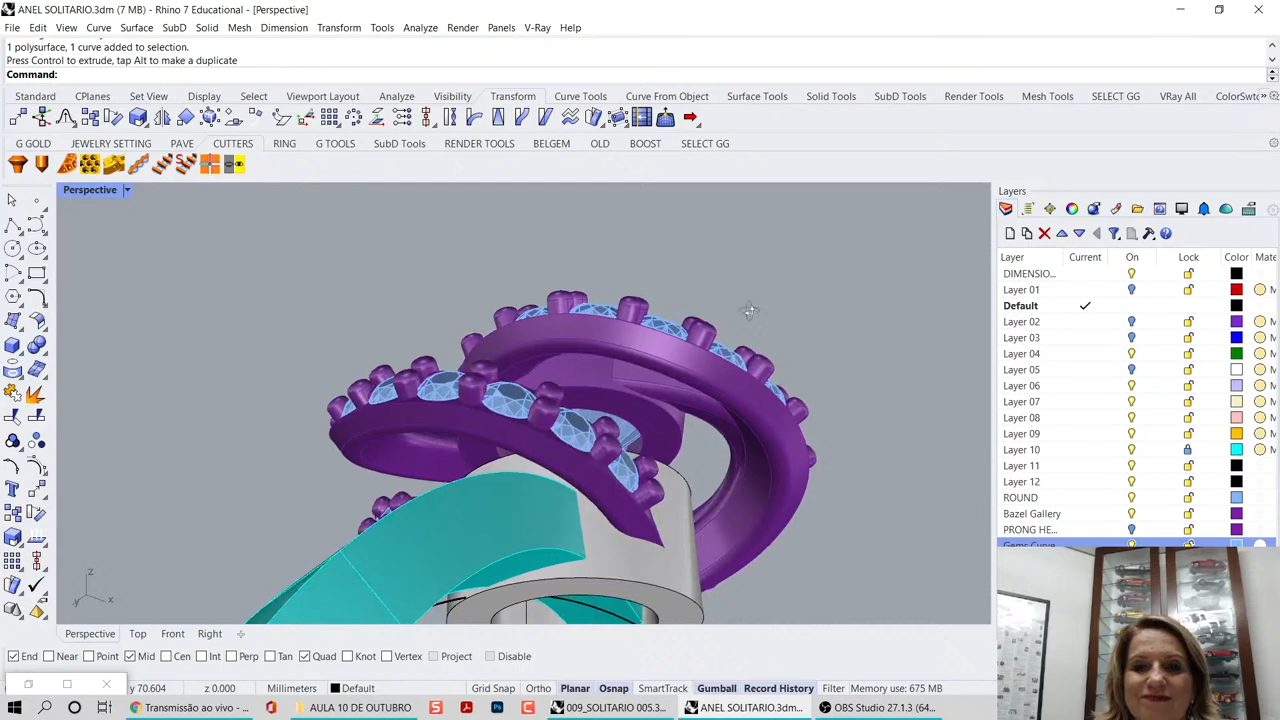 ANEL SOLITARIO.3dm (7 MB) - Rhino 7 Educational - [Perspective]
File Edit View Curve Surface SubD Solid Mesh Dimension Transform Tools Analyze Render Panels V-Ray Help
1 polysurface, 1 curve added to selection.
Press Control to extrude, tap Alt to make a duplicate
Command:
Standard CPlanes Set View Display Select Viewport Layout Analyze Visibility Transform Curve Tools Curve From Object Surface Tools Solid Tools SubD Tools Render Tools Mesh Tools SELECT GG VRay All ColorSwtc
G GOLD JEWELRY SETTING PAVE CUTTERS RING G TOOLS SubD Tools RENDER TOOLS BELGEM OLD BOOST SELECT GG
Perspective
Layers
Layer Current On Lock Color Mate
DIMENSIO...
Layer 01 M
Default
Layer 02 M
Layer 03 M
Layer 04 M
Layer 05 M
Layer 06 M
Layer 07 M
Layer 08 M
Layer 09 M
Layer 10 M
Layer 11
Layer 12
ROUND
Bazel Gallery
PRONG HE...
Gems Curve
z
y x
Perspective Top Front Right
End Near Point Mid Cen Int Perp Tan Quad Knot Vertex Project Disable
y 70.604 z 0.000 Millimeters Default Grid Snap Ortho Planar Osnap SmartTrack Gumball Record History Filter Memory use: 675 MB
Transmissão ao vivo - ... AULA 10 DE OUTUBRO 009_SOLITARIO 005.3... ANEL SOLITARIO.3dm... OBS Studio 27.1.3 (64...